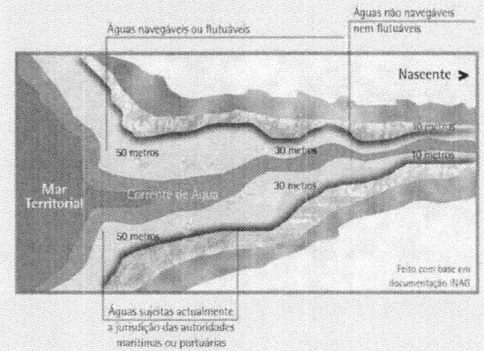 Águas navegáveis ou flutuáveis
Águas não navegáveis
nem flutuáveis
Nascente >
10 metros
50 metros
30 metros
10 metros
Mar
Territorial
Corrente de Água
30 metros
50 metros
Feito com base em
documentação INAG
Águas sujeitas actualmente
a jurisdição das autoridades
marítimas ou portuárias